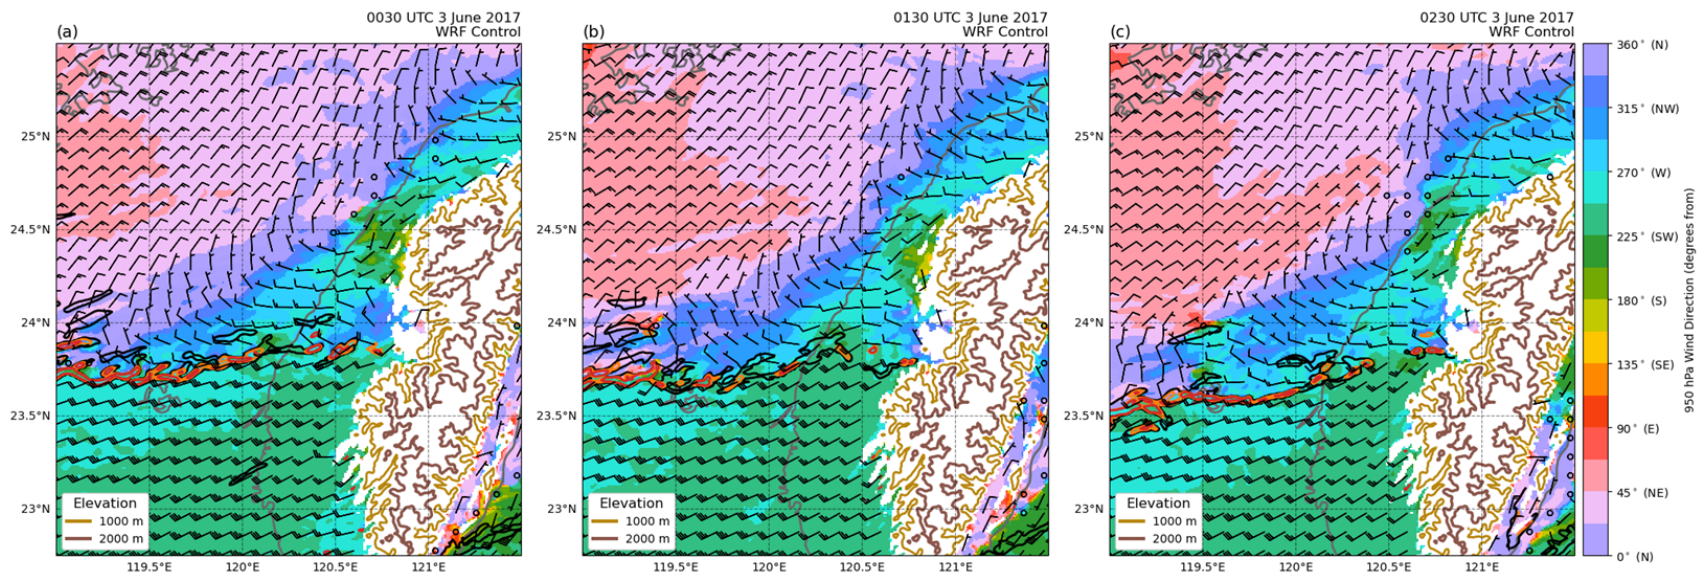 (a)
0030 UTC 3 June 2017
WRF Control
25°N
24.5°N
24°N
23.5°N
23°N
119.5°E
120°E
120.5°E
121°E
Elevation
1000 m
2000 m
(b)
0130 UTC 3 June 2017
WRF Control
25°N
24.5°N
24°N
23.5°N
23°N
119.5°E
120°E
120.5°E
121°E
Elevation
1000 m
2000 m
(c)
0230 UTC 3 June 2017
WRF Control
25°N
24.5°N
24°N
23.5°N
23°N
119.5°E
120°E
120.5°E
121°E
Elevation
1000 m
2000 m
360° (N)
315° (NW)
270° (W)
225° (SW)
180° (S)
135° (SE)
90° (E)
45° (NE)
0° (N)
950 hPa Wind Direction (degrees from)